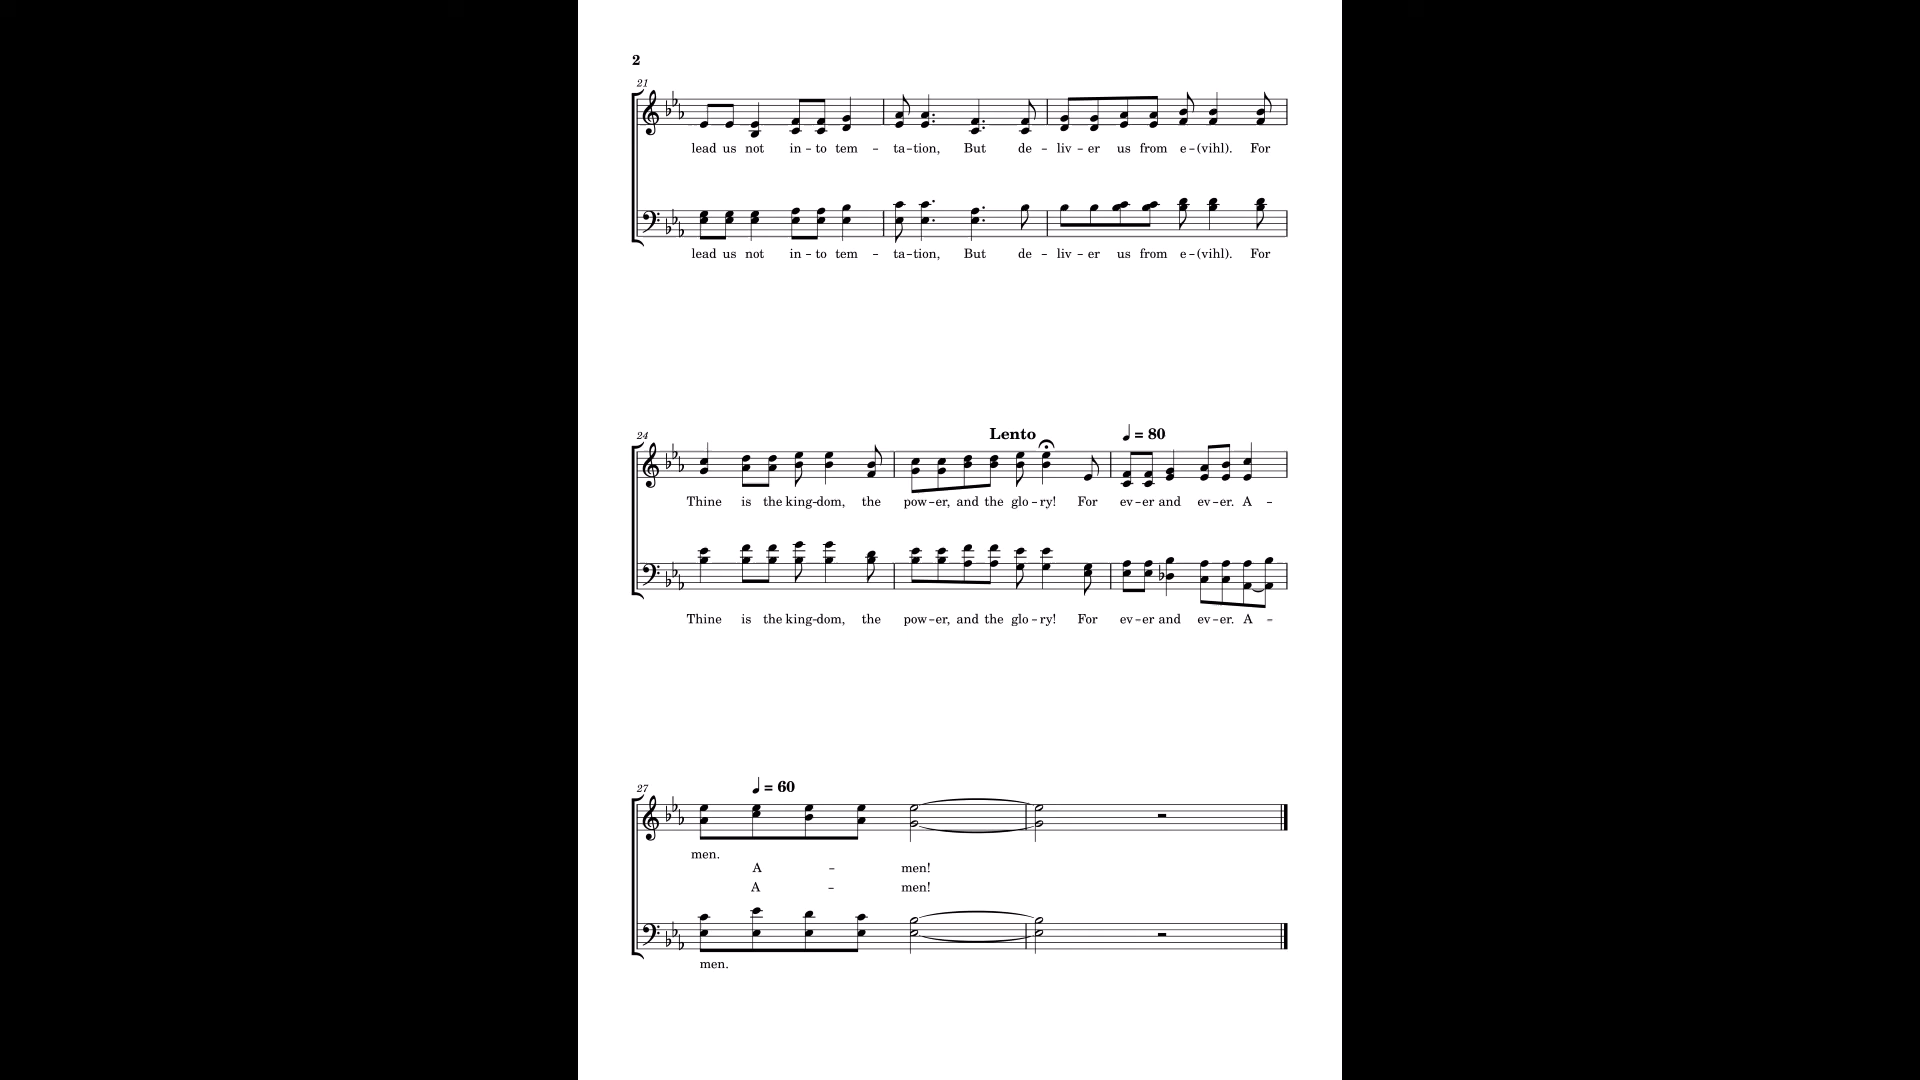 2
21
lead us not in - to tem - ta - tion, But de - liv - er us from e - (vihl). For
lead us not in - to tem - ta - tion, But de - liv - er us from e - (vihl). For
24
Lento
= 80
Thine is the king - dom, the pow - er, and the glo - ry! For ev - er and ev - er. A -
Thine is the king - dom, the pow - er, and the glo - ry! For ev - er and ev - er. A -
27
= 60
men.
A - men!
A - men!
men.